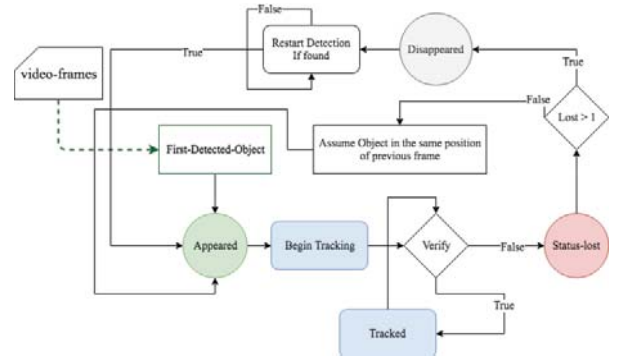 False
True
Restart Detection
If found
Disappeared
True
video-frames
False
Lost > 1
First-Detected-Object
Assume Object in the same position
of previous frame
Appeared
Begin Tracking
Verify
False
Status-lost
True
Tracked